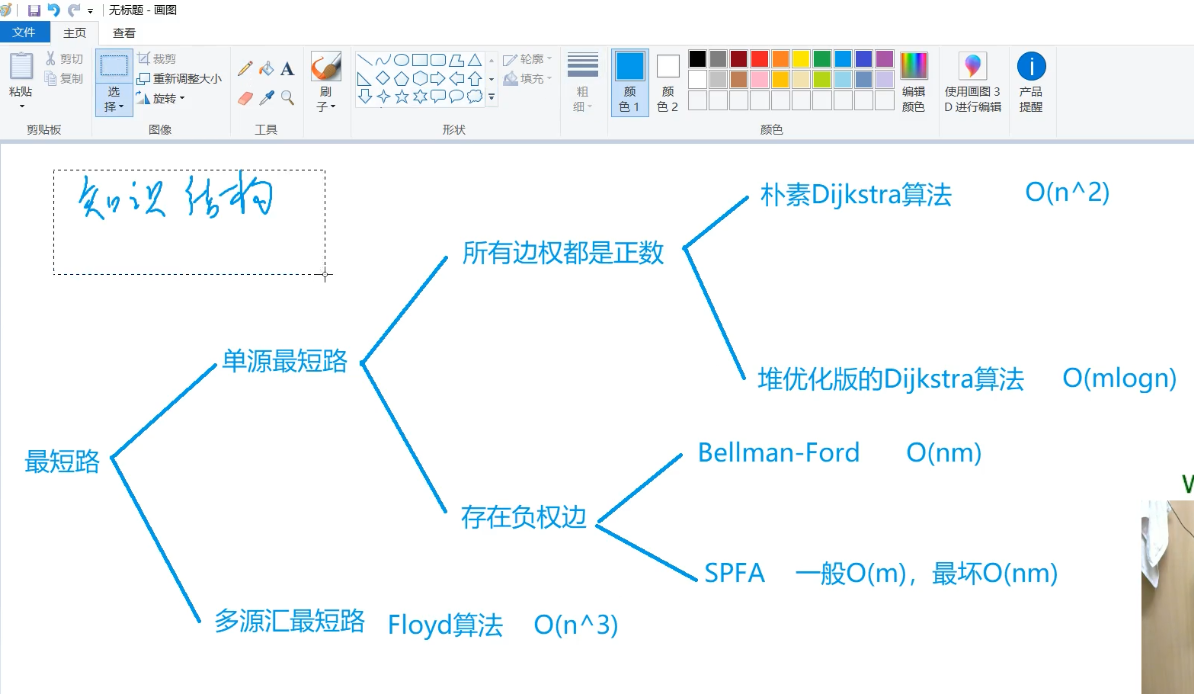 无标题 - 画图
文件 主页 查看
粘贴
剪切
复制
剪贴板
选择
裁剪
重新调整大小
旋转
图像
A
工具
刷子
形状
轮廓
填充
粗细
颜色 1
颜色 2
颜色
编辑颜色
使用画图 3D 进行编辑
产品提醒
知识结构
朴素Dijkstra算法 O(n^2)
所有边权都是正数
单源最短路
堆优化版的Dijkstra算法 O(mlogn)
最短路
Bellman-Ford O(nm)
存在负权边
SPFA 一般O(m)，最坏O(nm)
多源汇最短路 Floyd算法 O(n^3)